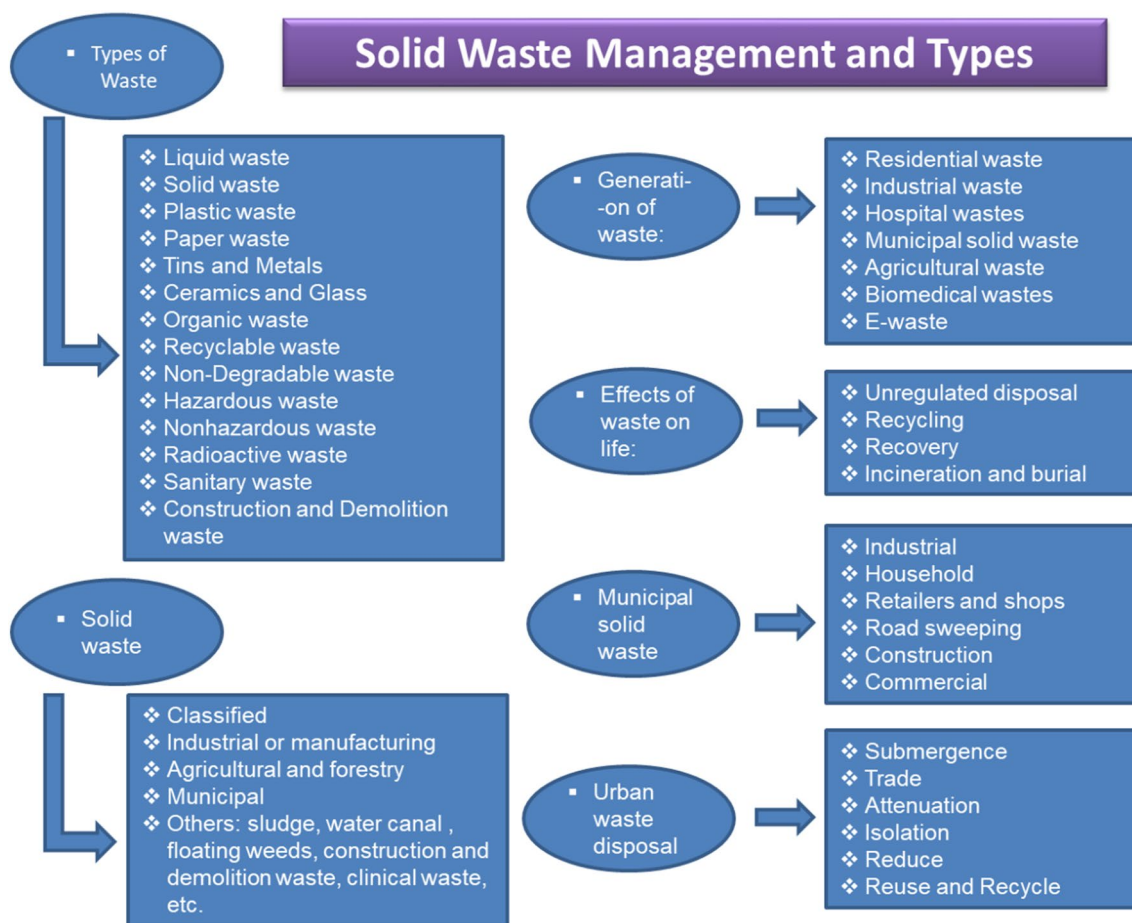 Solid Waste Management and Types
▪ Types of
Waste
❖ Liquid waste
❖ Solid waste
❖ Plastic waste
❖ Paper waste
❖ Tins and Metals
❖ Ceramics and Glass
❖ Organic waste
❖ Recyclable waste
❖ Non-Degradable waste
❖ Hazardous waste
❖ Nonhazardous waste
❖ Radioactive waste
❖ Sanitary waste
❖ Construction and Demolition
waste
▪ Solid
waste
❖ Classified
❖ Industrial or manufacturing
❖ Agricultural and forestry
❖ Municipal
❖ Others: sludge, water canal ,
floating weeds, construction and
demolition waste, clinical waste,
etc.
▪ Generati-
-on of
waste:
❖ Residential waste
❖ Industrial waste
❖ Hospital wastes
❖ Municipal solid waste
❖ Agricultural waste
❖ Biomedical wastes
❖ E-waste
▪ Effects of
waste on
life:
❖ Unregulated disposal
❖ Recycling
❖ Recovery
❖ Incineration and burial
▪ Municipal
solid
waste
❖ Industrial
❖ Household
❖ Retailers and shops
❖ Road sweeping
❖ Construction
❖ Commercial
▪ Urban
waste
disposal
❖ Submergence
❖ Trade
❖ Attenuation
❖ Isolation
❖ Reduce
❖ Reuse and Recycle